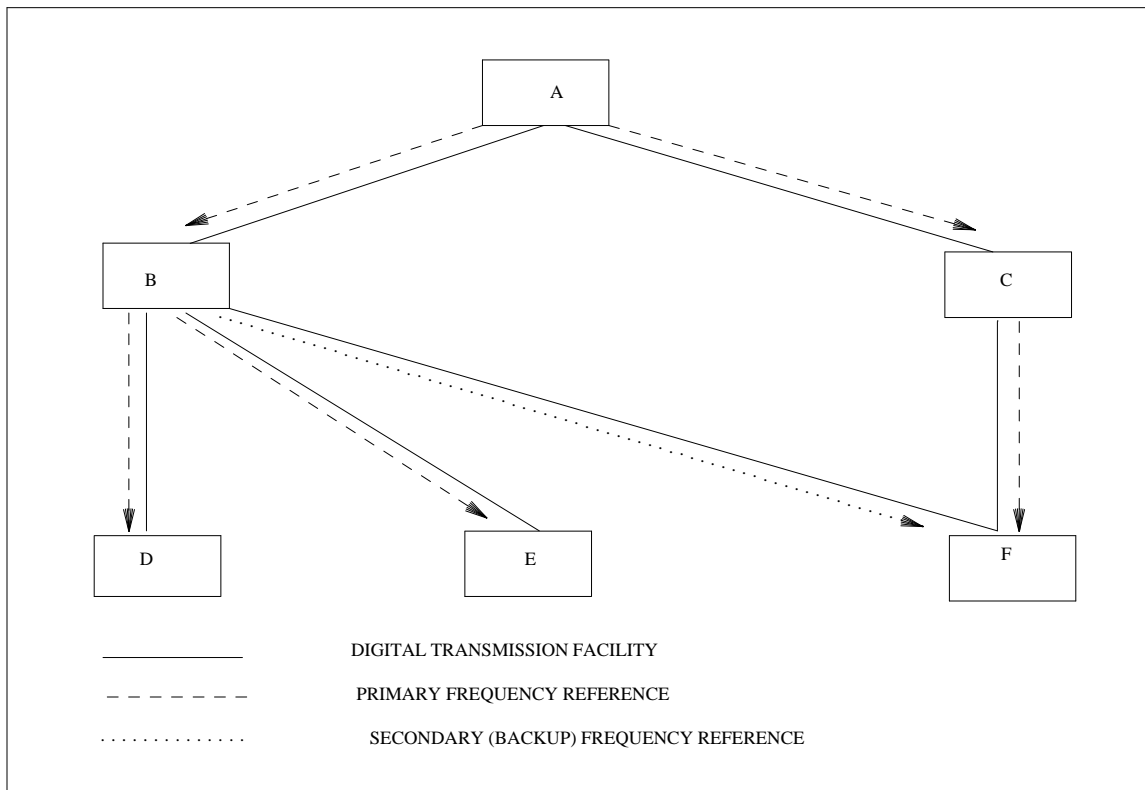 A
B
C
D
E
F
DIGITAL TRANSMISSION FACILITY
PRIMARY FREQUENCY REFERENCE
SECONDARY (BACKUP) FREQUENCY REFERENCE